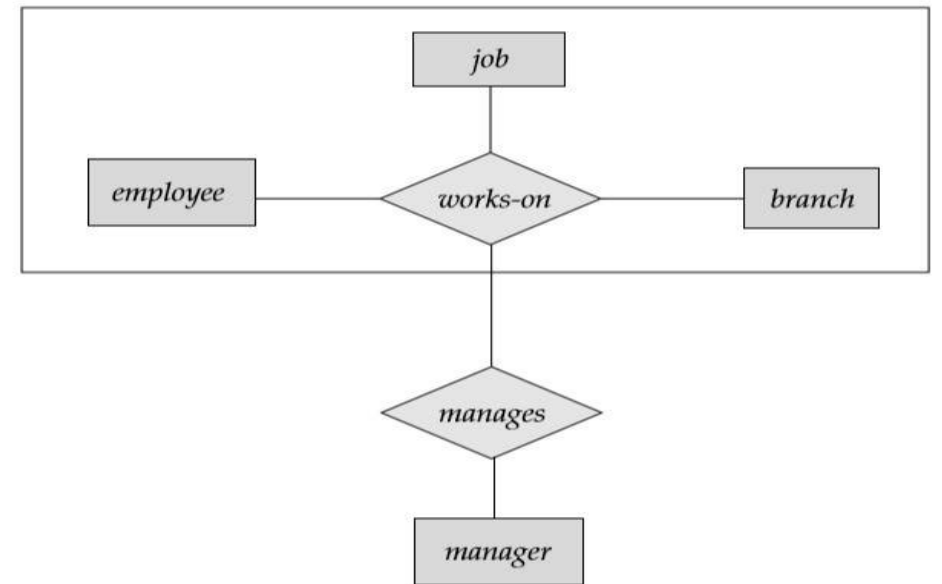 job
employee
works-on
branch
manages
manager